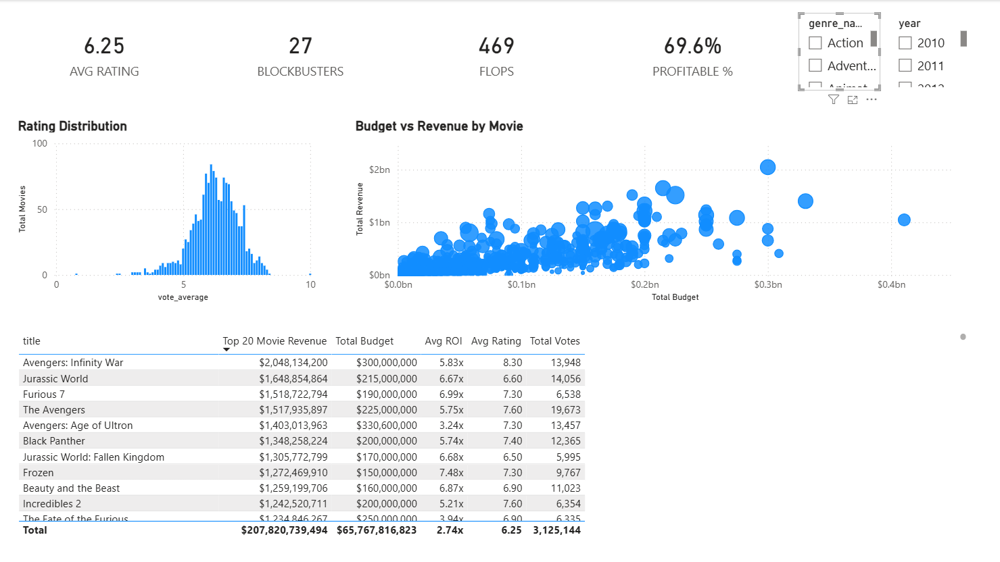 6.25
AVG RATING
27
BLOCKBUSTERS
469
FLOPS
69.6%
PROFITABLE %
genre_na...
Action
Advent...
year
2010
2011
2012
Rating Distribution
Total Movies
100
50
0
0 5 10
vote_average
Budget vs Revenue by Movie
Total Revenue
$2bn
$1bn
$0bn
$0.0bn $0.1bn $0.2bn $0.3bn $0.4bn
Total Budget
title Top 20 Movie Revenue Total Budget Avg ROI Avg Rating Total Votes
Avengers: Infinity War $2,048,134,200 $300,000,000 5.83x 8.30 13,948
Jurassic World $1,648,854,864 $215,000,000 6.67x 6.60 14,056
Furious 7 $1,518,722,794 $190,000,000 6.99x 7.30 6,538
The Avengers $1,517,935,897 $225,000,000 5.75x 7.60 19,673
Avengers: Age of Ultron $1,403,013,963 $330,600,000 3.24x 7.30 13,457
Black Panther $1,348,258,224 $200,000,000 5.74x 7.40 12,365
Jurassic World: Fallen Kingdom $1,305,772,799 $170,000,000 6.68x 6.50 5,995
Frozen $1,272,469,910 $150,000,000 7.48x 7.30 9,767
Beauty and the Beast $1,259,199,706 $160,000,000 6.87x 6.90 11,023
Incredibles 2 $1,242,520,711 $200,000,000 5.21x 7.60 6,354
The Fate of the Furious $1,234,846,267 $250,000,000 3.94x 6.90 6,335
Total $207,820,739,494 $65,767,816,823 2.74x 6.25 3,125,144